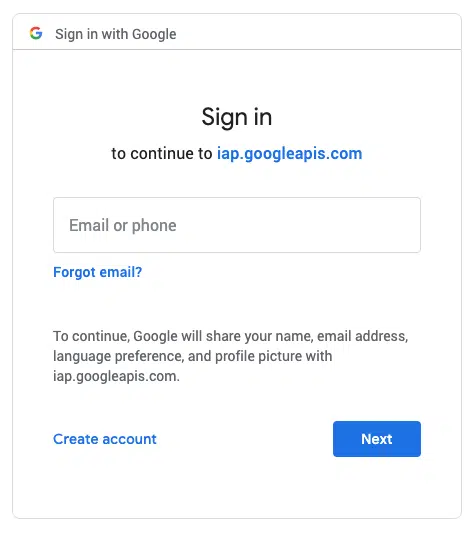 Sign in with Google
Sign in
to continue to iap.googleapis.com
Email or phone
Forgot email?
To continue, Google will share your name, email address,
language preference, and profile picture with
iap.googleapis.com.
Create account
Next